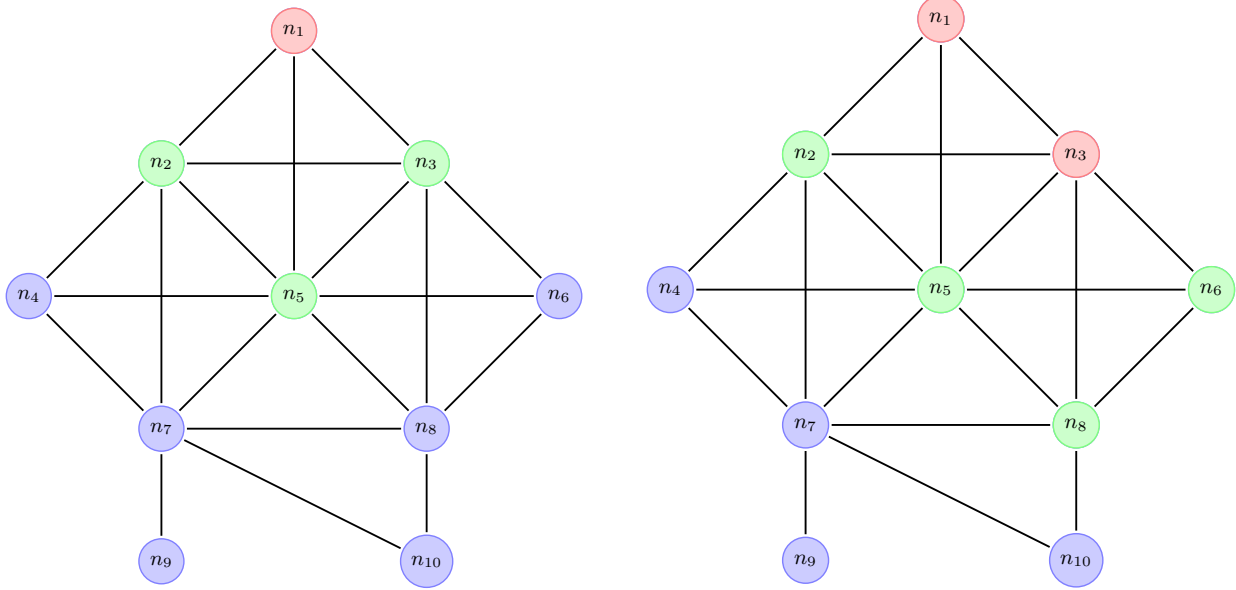 n₁ n₁
n₂ n₃ n₂ n₃
n₄ n₅ n₆ n₄ n₅ n₆
n₇ n₈ n₇ n₈
n₉ n₁₀ n₉ n₁₀